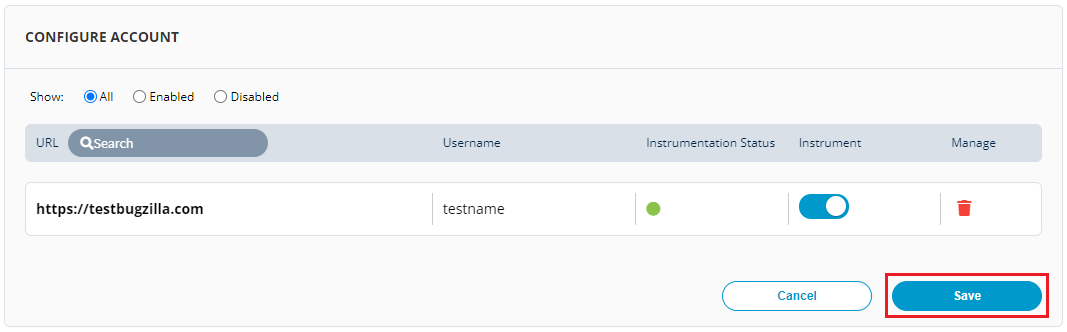 CONFIGURE ACCOUNT
Show: All Enabled Disabled
URL Search Username Instrumentation Status Instrument Manage
https://testbugzilla.com testname
Cancel Save